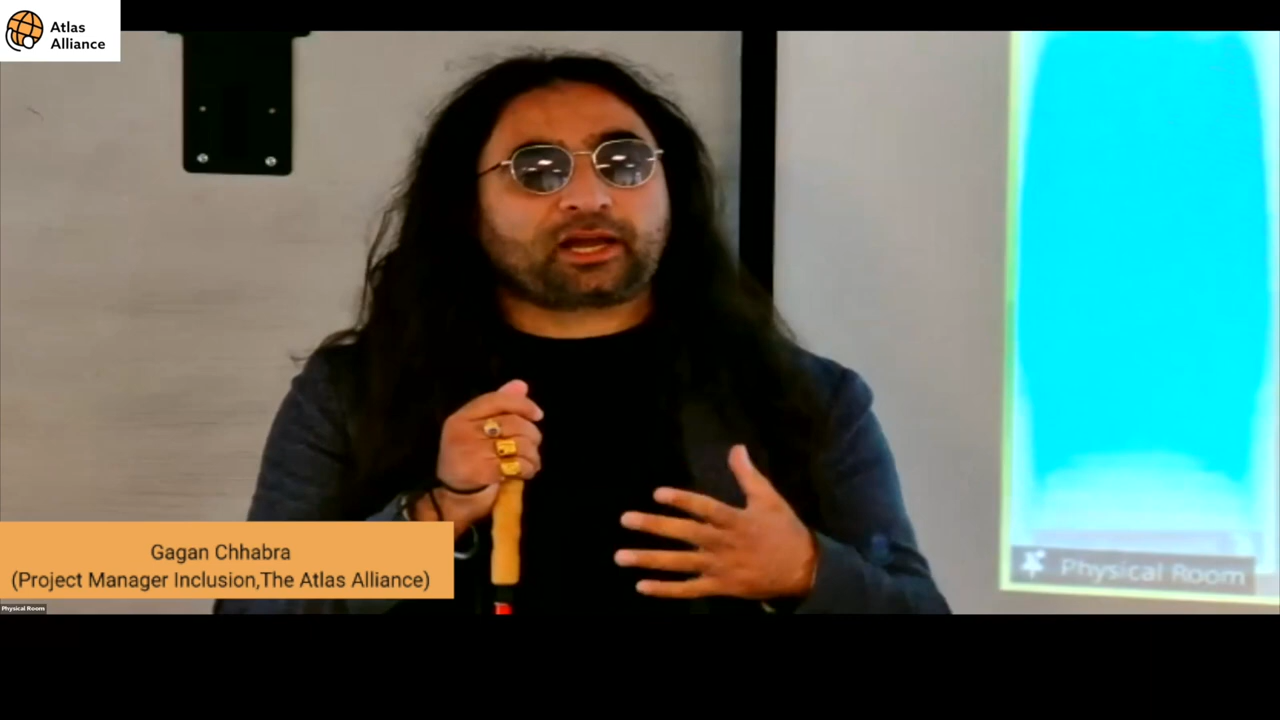 Atlas
Alliance
Gagan Chhabra
(Project Manager Inclusion,The Atlas Alliance)
Physical Room
Physical Room